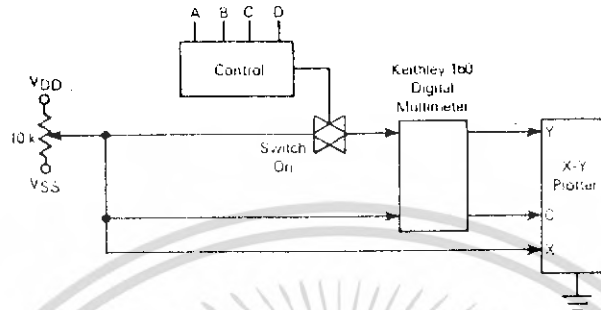 A B C D
Control
VDD
10 k
VSS
Switch
On
Keithley 160
Digital
Multimeter
Y
X-Y
Plotter
C
X